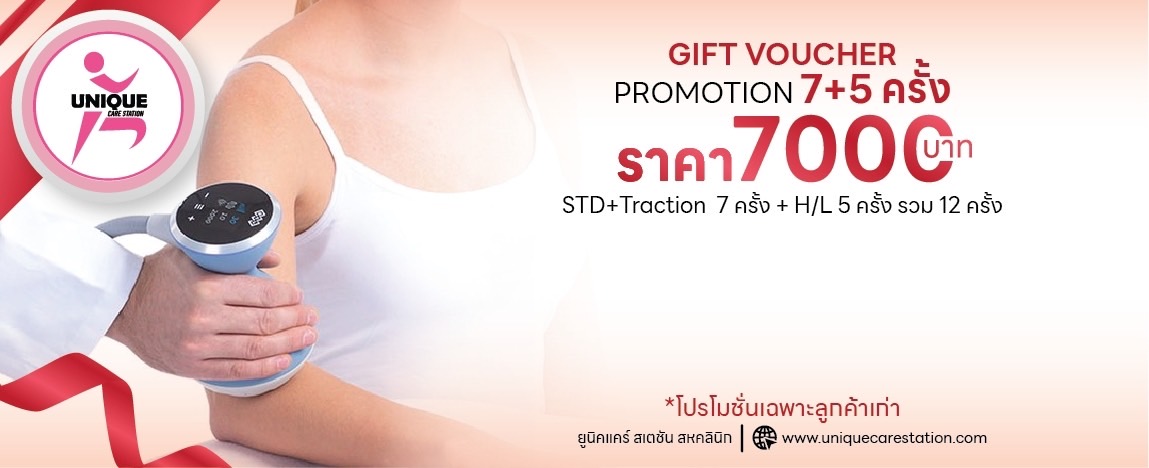 UNIQUE
CARE STATION
GIFT VOUCHER
PROMOTION 7+5 ครั้ง
ราคา7000บาท
STD+Traction 7 ครั้ง + H/L 5 ครั้ง รวม 12 ครั้ง
*โปรโมชั่นเฉพาะลูกค้าเก่า
ยูนิคแคร์ สเตชัน สหคลินิก | www.uniquecarestation.com